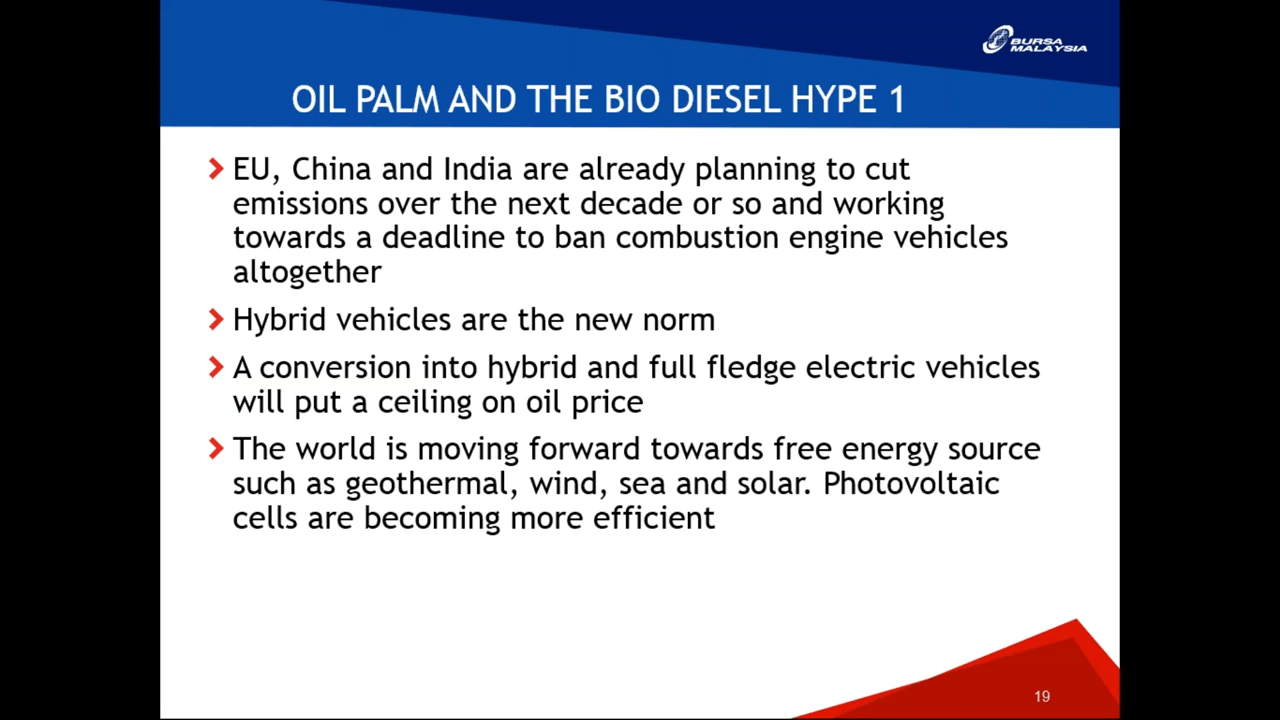 BURSA
MALAYSIA
OIL PALM AND THE BIO DIESEL HYPE 1
EU, China and India are already planning to cut
emissions over the next decade or so and working
towards a deadline to ban combustion engine vehicles
altogether
Hybrid vehicles are the new norm
A conversion into hybrid and full fledge electric vehicles
will put a ceiling on oil price
The world is moving forward towards free energy source
such as geothermal, wind, sea and solar. Photovoltaic
cells are becoming more efficient
19